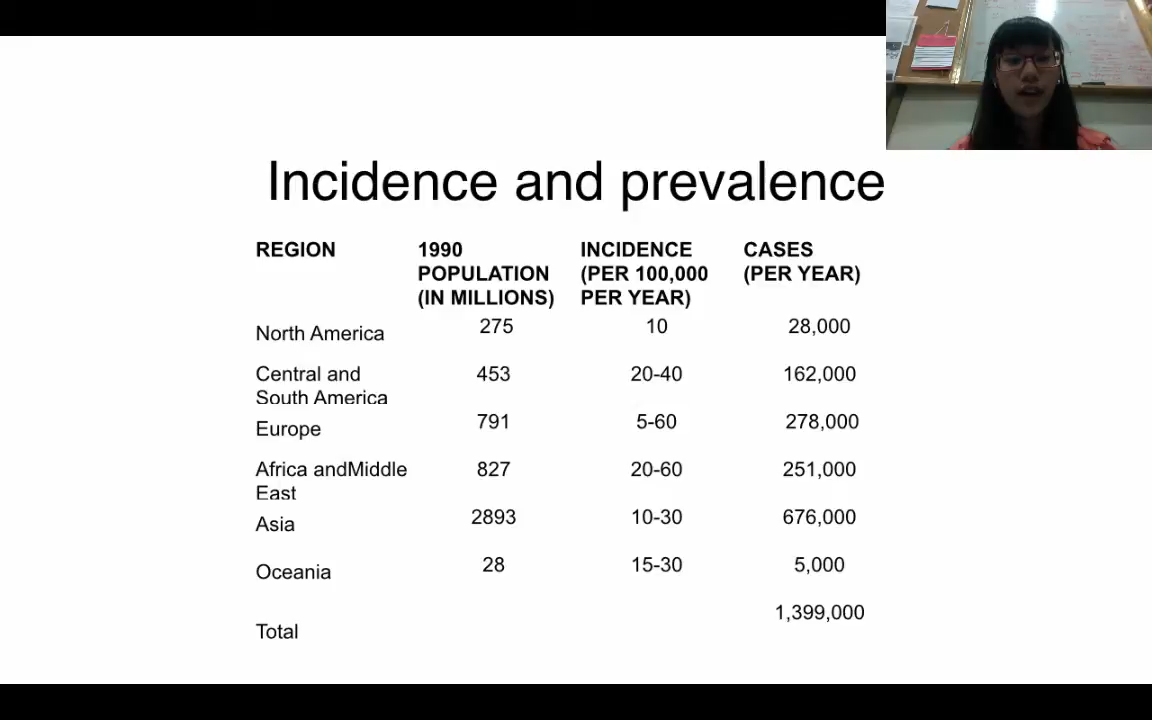 Incidence and prevalence
REGION
1990
POPULATION
(IN MILLIONS)
INCIDENCE
(PER 100,000
PER YEAR)
CASES
(PER YEAR)
North America
275
10
28,000
Central and
South America
453
20-40
162,000
Europe
791
5-60
278,000
Africa andMiddle
East
827
20-60
251,000
Asia
2893
10-30
676,000
Oceania
28
15-30
5,000
Total
1,399,000